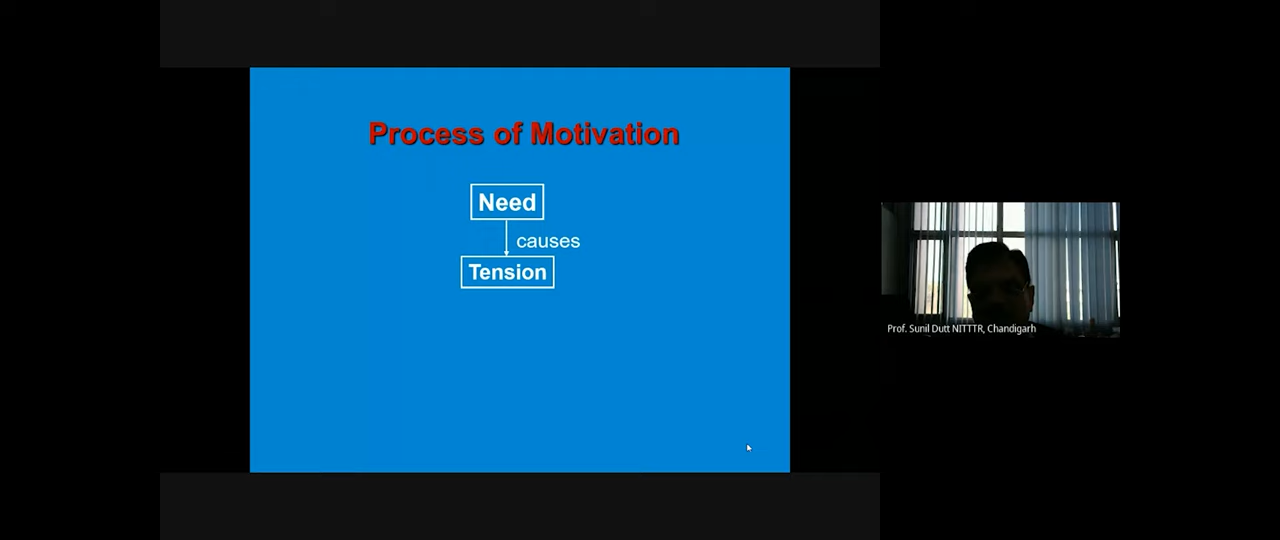 Process of Motivation
Need
causes
Tension
Prof. Sunil Dutt NITTTR, Chandigarh